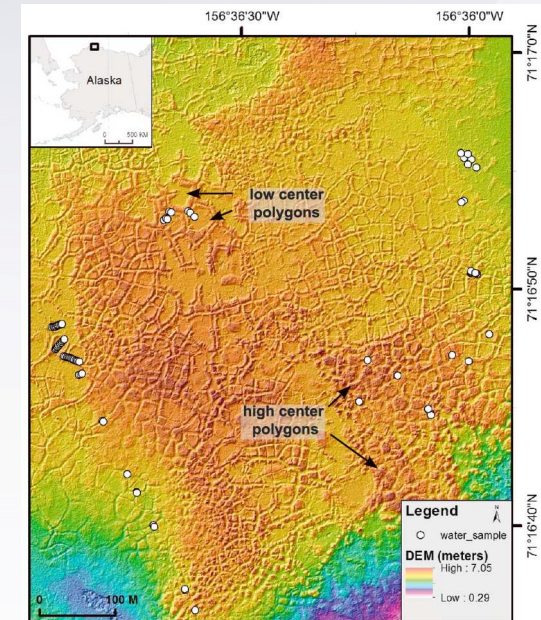 156°36'30"W
156°36'0"W
71°17'0"N
Alaska
0 500 KM
low center
polygons
71°16'50"N
high center
polygons
71°16'40"N
Legend
N
water_sample
DEM (meters)
High : 7.05
Low : 0.29
0 100 M